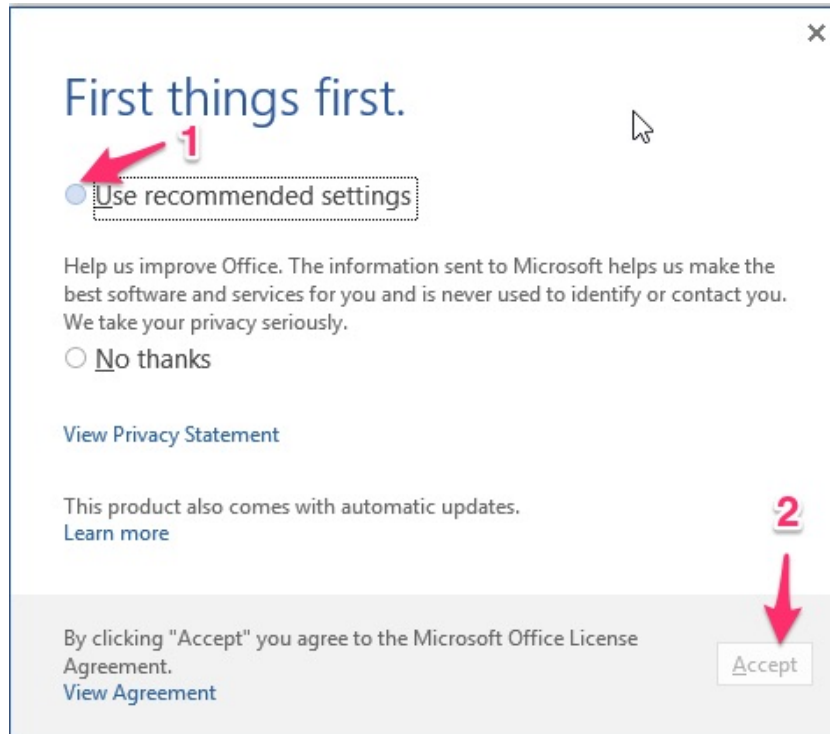 First things first.
1
Use recommended settings
Help us improve Office. The information sent to Microsoft helps us make the
best software and services for you and is never used to identify or contact you.
We take your privacy seriously.
No thanks
View Privacy Statement
This product also comes with automatic updates.
Learn more
2
By clicking "Accept" you agree to the Microsoft Office License
Agreement.
View Agreement
Accept